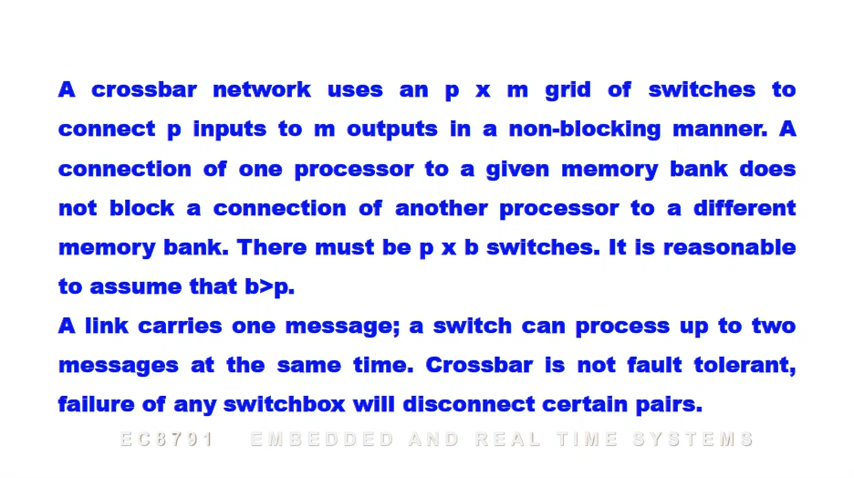 A crossbar network uses an p x m grid of switches to
connect p inputs to m outputs in a non-blocking manner. A
connection of one processor to a given memory bank does
not block a connection of another processor to a different
memory bank. There must be p x b switches. It is reasonable
to assume that b>p.
A link carries one message; a switch can process up to two
messages at the same time. Crossbar is not fault tolerant,
failure of any switchbox will disconnect certain pairs.
EC8791 EMBEDDED AND REAL TIME SYSTEMS